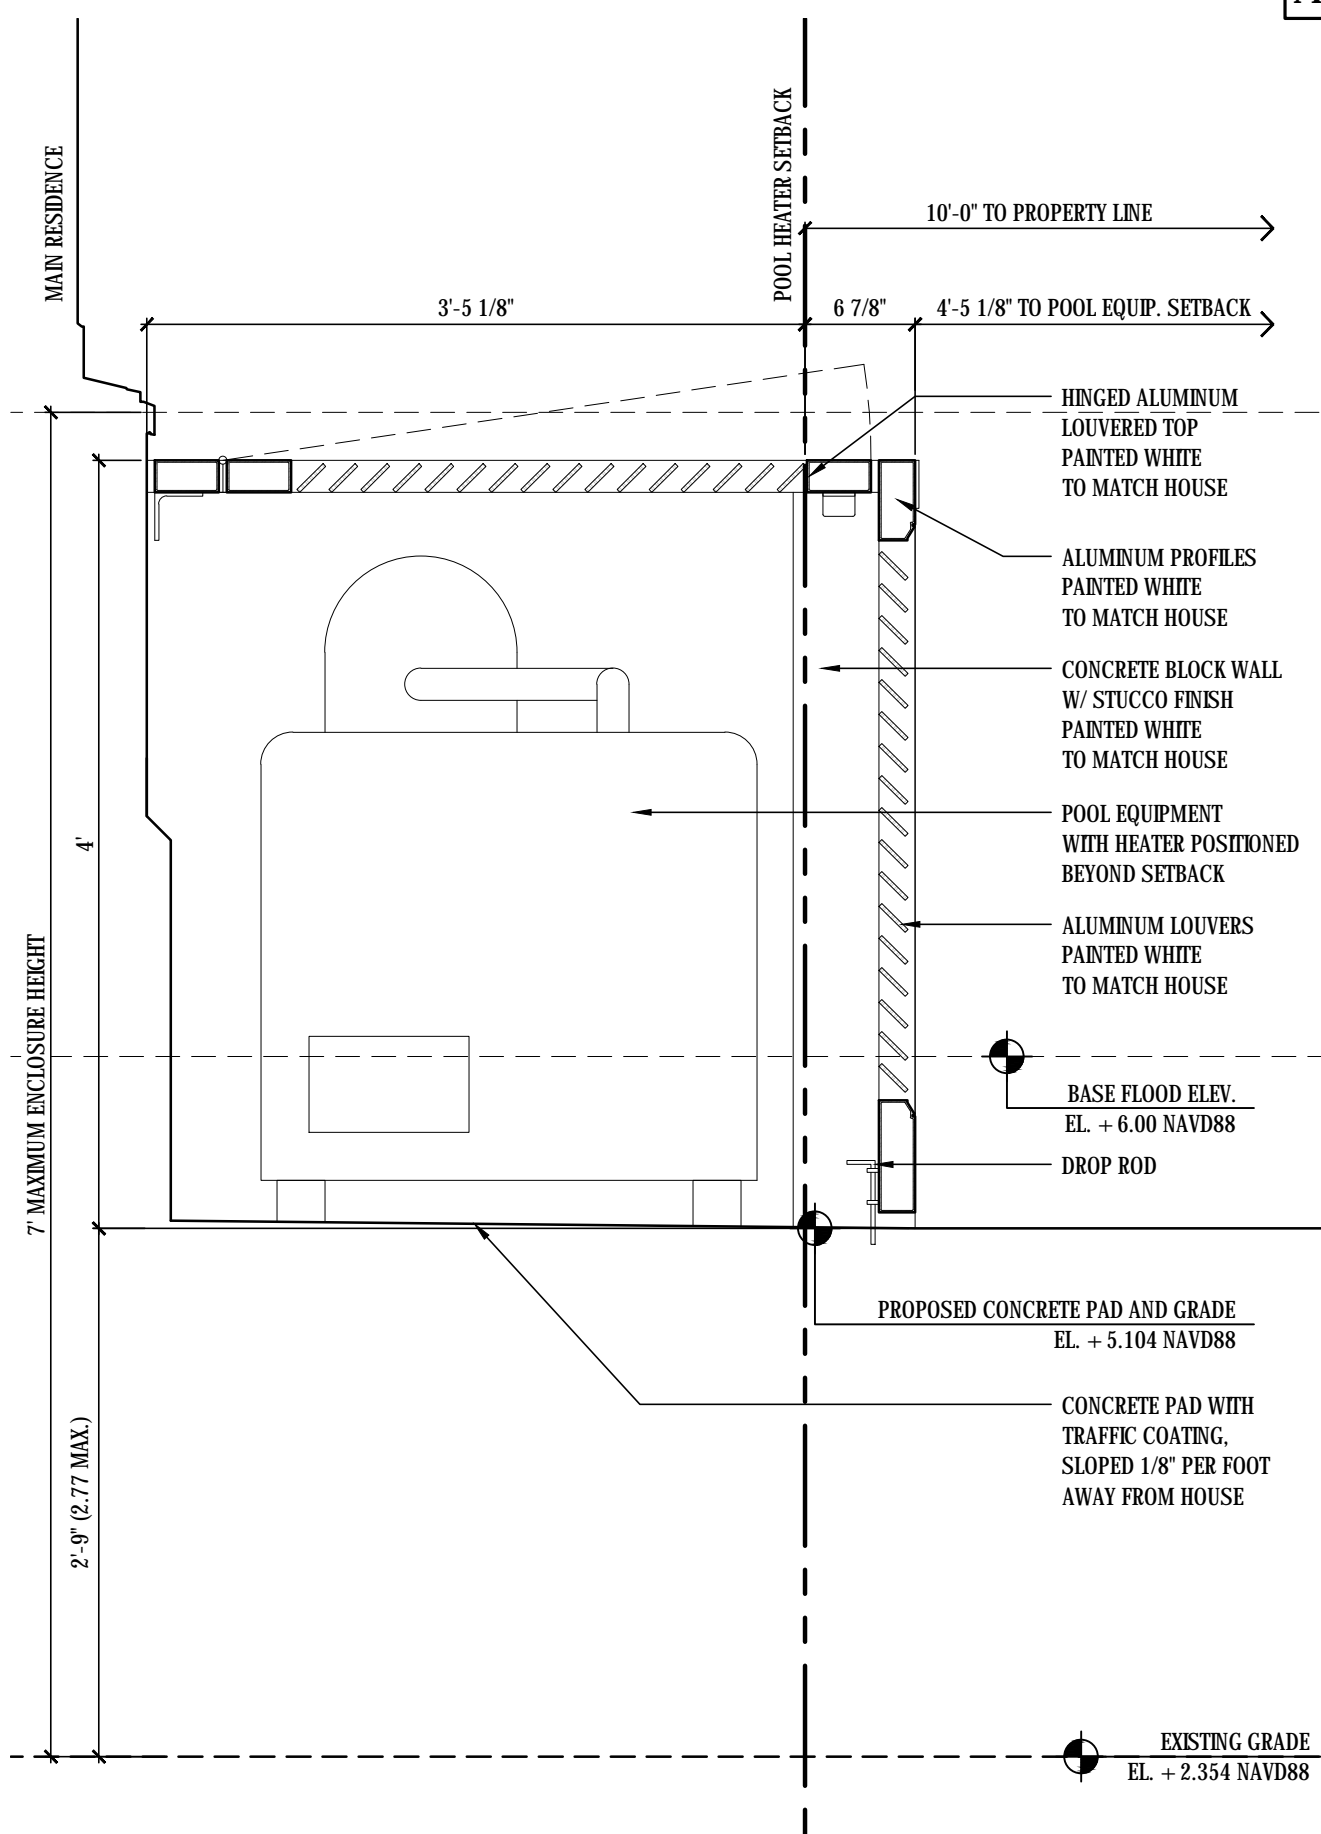 MAIN RESIDENCE
POOL HEATER SETBACK
10'-0" TO PROPERTY LINE
3'-5 1/8"
6 7/8"
4'-5 1/8" TO POOL EQUIP. SETBACK
HINGED ALUMINUM
LOUVERED TOP
PAINTED WHITE
TO MATCH HOUSE
ALUMINUM PROFILES
PAINTED WHITE
TO MATCH HOUSE
CONCRETE BLOCK WALL
W/ STUCCO FINISH
PAINTED WHITE
TO MATCH HOUSE
POOL EQUIPMENT
WITH HEATER POSITIONED
BEYOND SETBACK
ALUMINUM LOUVERS
PAINTED WHITE
TO MATCH HOUSE
4'
7' MAXIMUM ENCLOSURE HEIGHT
BASE FLOOD ELEV.
EL. + 6.00 NAVD88
DROP ROD
PROPOSED CONCRETE PAD AND GRADE
EL. + 5.104 NAVD88
CONCRETE PAD WITH
TRAFFIC COATING,
SLOPED 1/8" PER FOOT
AWAY FROM HOUSE
2'-9" (2.77 MAX.)
EXISTING GRADE
EL. + 2.354 NAVD88